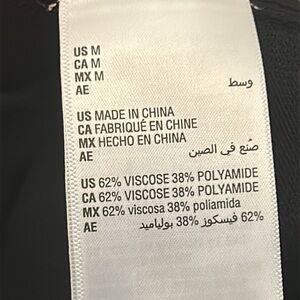 US M
CA M
MX M
AE وسط
US MADE IN CHINA
CA FABRIQUÉ EN CHINE
MX HECHO EN CHINA
AE صنع في الصين
US 62% VISCOSE 38% POLYAMIDE
CA 62% VISCOSE 38% POLYAMIDE
MX 62% viscosa 38% poliamida
AE 62% فيسكوز 38% بولياميد